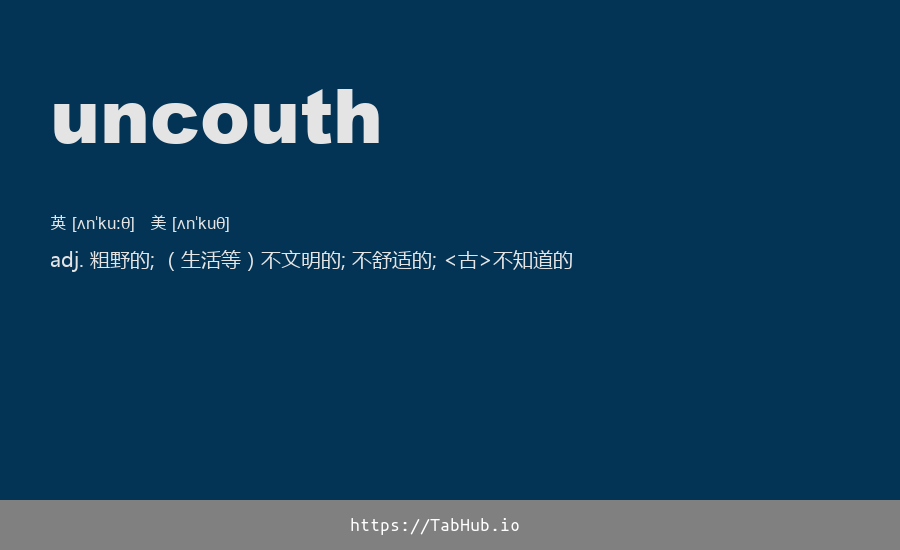 uncouth
英 [ʌnˈkuːθ] 美 [ʌnˈkuθ]
adj. 粗野的; （生活等）不文明的; 不舒适的; <古>不知道的
https://TabHub.io